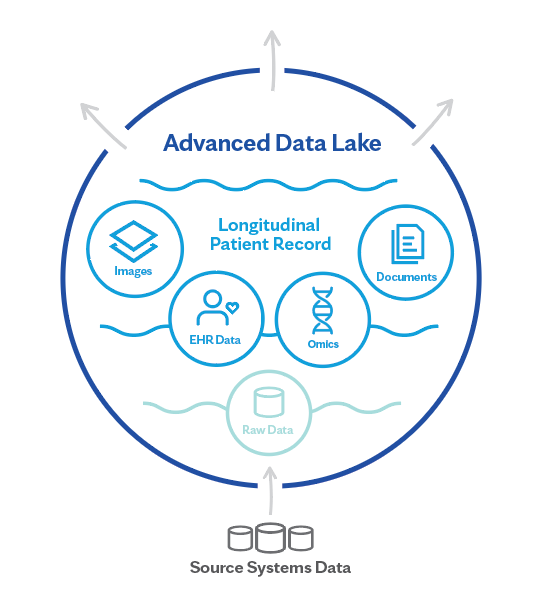 Advanced Data Lake
Longitudinal
Patient Record
Images
Documents
EHR Data
Omics
Raw Data
Source Systems Data